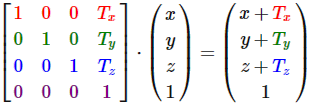 1 0 0 Tx x x + Tx
0 1 0 Ty · y = y + Ty
0 0 1 Tz z z + Tz
0 0 0 1 1 1